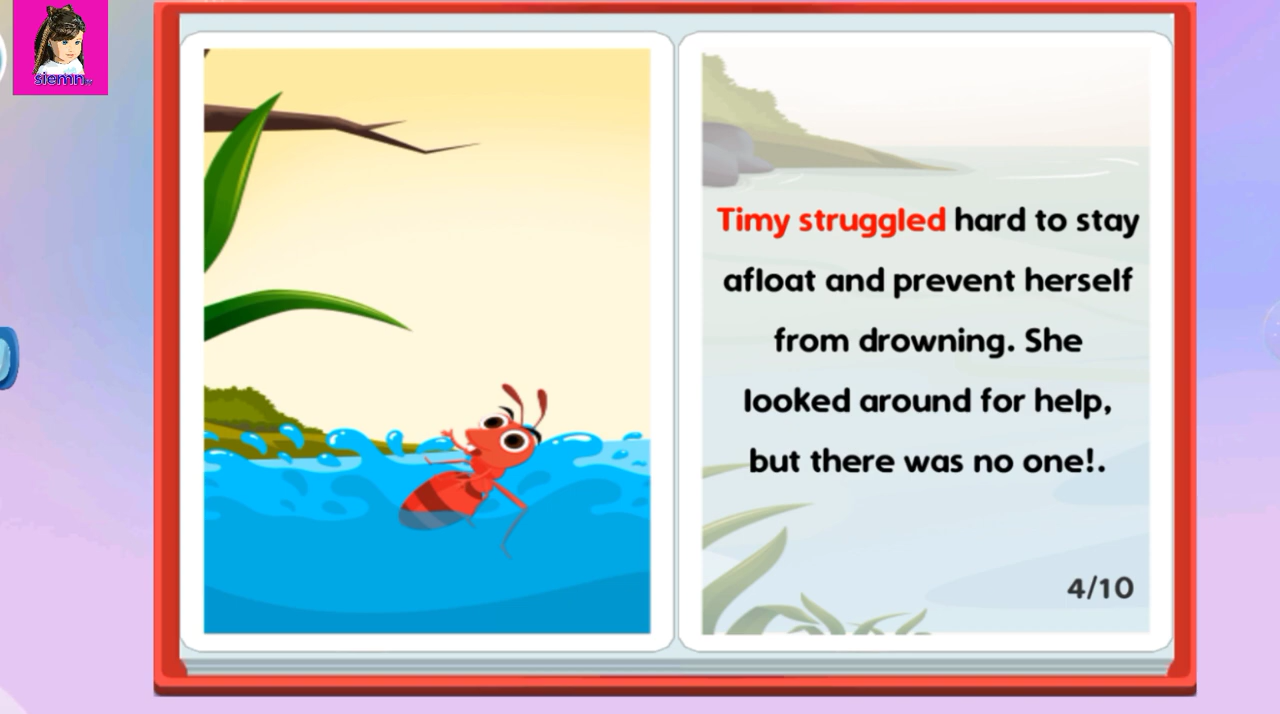 siemn
Timy struggled hard to stay
afloat and prevent herself
from drowning. She
looked around for help,
but there was no one!.
4/10